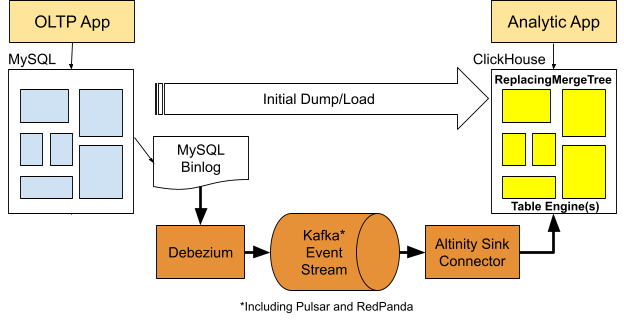 OLTP App
Analytic App
MySQL
ClickHouse
ReplacingMergeTree
Initial Dump/Load
MySQL
Binlog
Table Engine(s)
Debezium
Kafka*
Event
Stream
Altinity Sink
Connector
*Including Pulsar and RedPanda